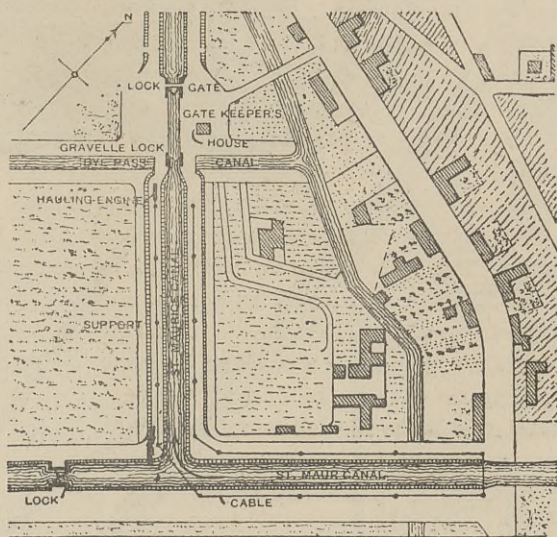 N
LOCK GATE
GATE KEEPER'S
HOUSE
GRAVELLE LOCK
BYE PASS CANAL
HAULING-ENGINE
ST. MAURICE CANAL
SUPPORT
ST. MAUR CANAL
LOCK
CABLE